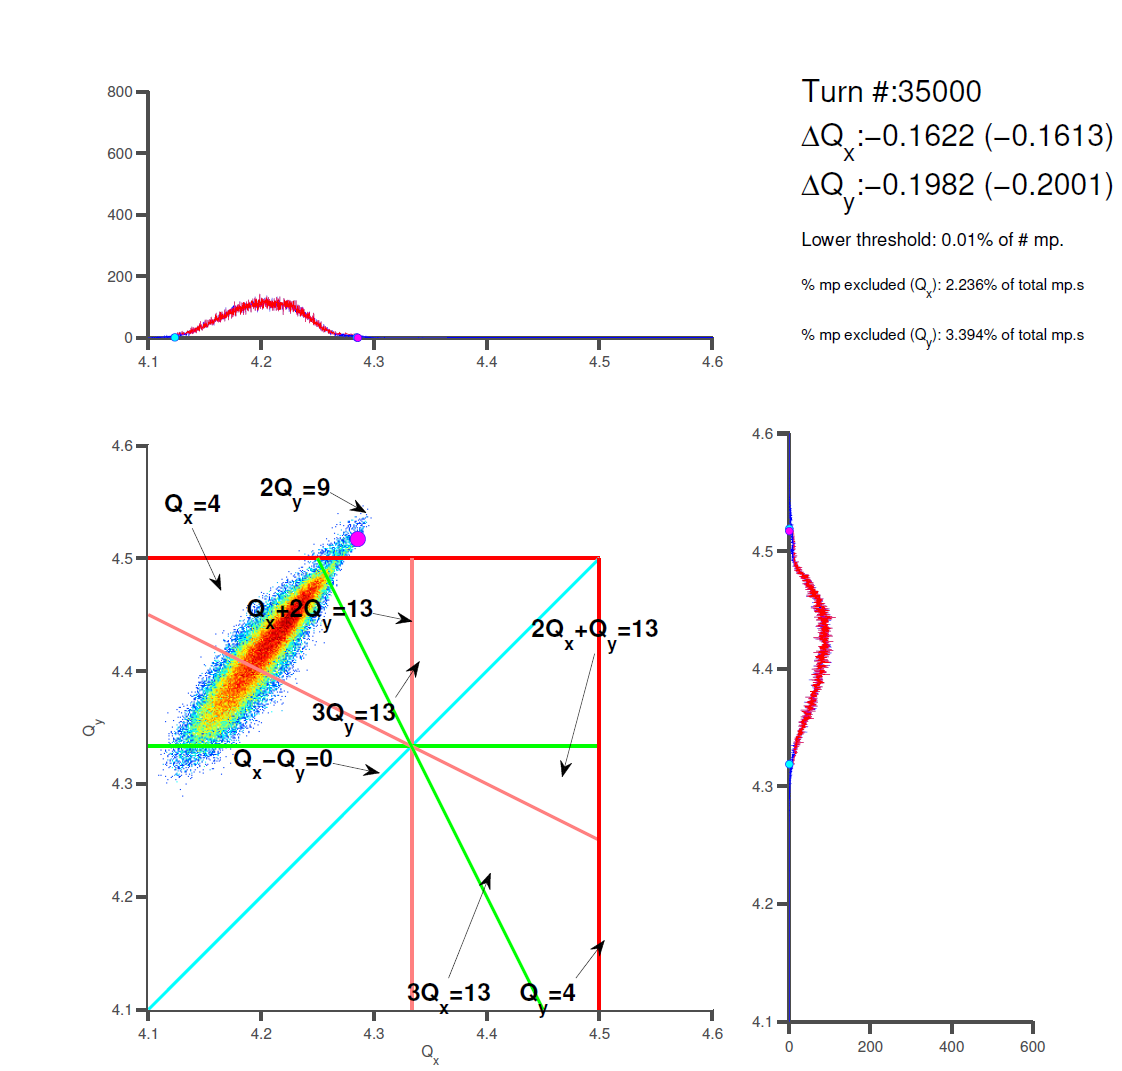 800
600
400
200
0
4.1 4.2 4.3 4.4 4.5 4.6
Turn #:35000
ΔQx:−0.1622 (−0.1613)
ΔQy:−0.1982 (−0.2001)
Lower threshold: 0.01% of # mp.
% mp excluded (Qx): 2.236% of total mp.s
% mp excluded (Qy): 3.394% of total mp.s
4.6
4.5
4.4
4.3
4.2
4.1
Qy
2Qy=9
Qx=4
Qx+2Qy=13
2Qx+Qy=13
3Qy=13
Qx−Qy=0
3Qx=13
Qy=4
4.1 4.2 4.3 4.4 4.5 4.6
Qx
4.6
4.5
4.4
4.3
4.2
4.1
0 200 400 600